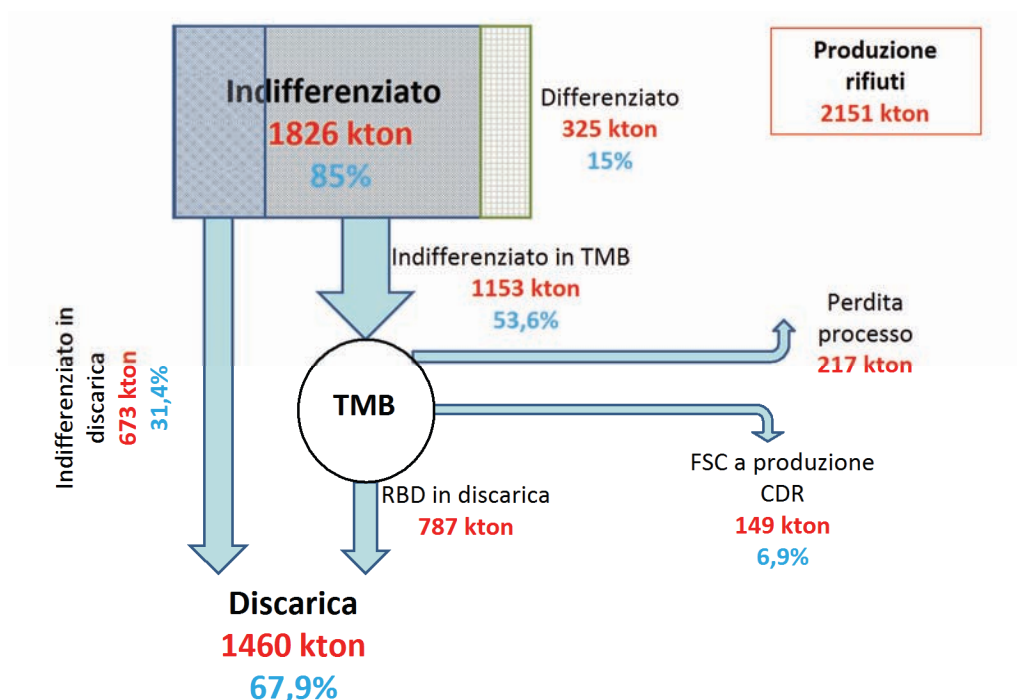 Produzione
rifiuti
2151 kton
Indifferenziato
1826 kton
85%
Differenziato
325 kton
15%
Indifferenziato in TMB
1153 kton
53,6%
Perdita
processo
217 kton
Indifferenziato in
discarica
673 kton
31,4%
TMB
FSC a produzione
CDR
149 kton
6,9%
RBD in discarica
787 kton
Discarica
1460 kton
67,9%